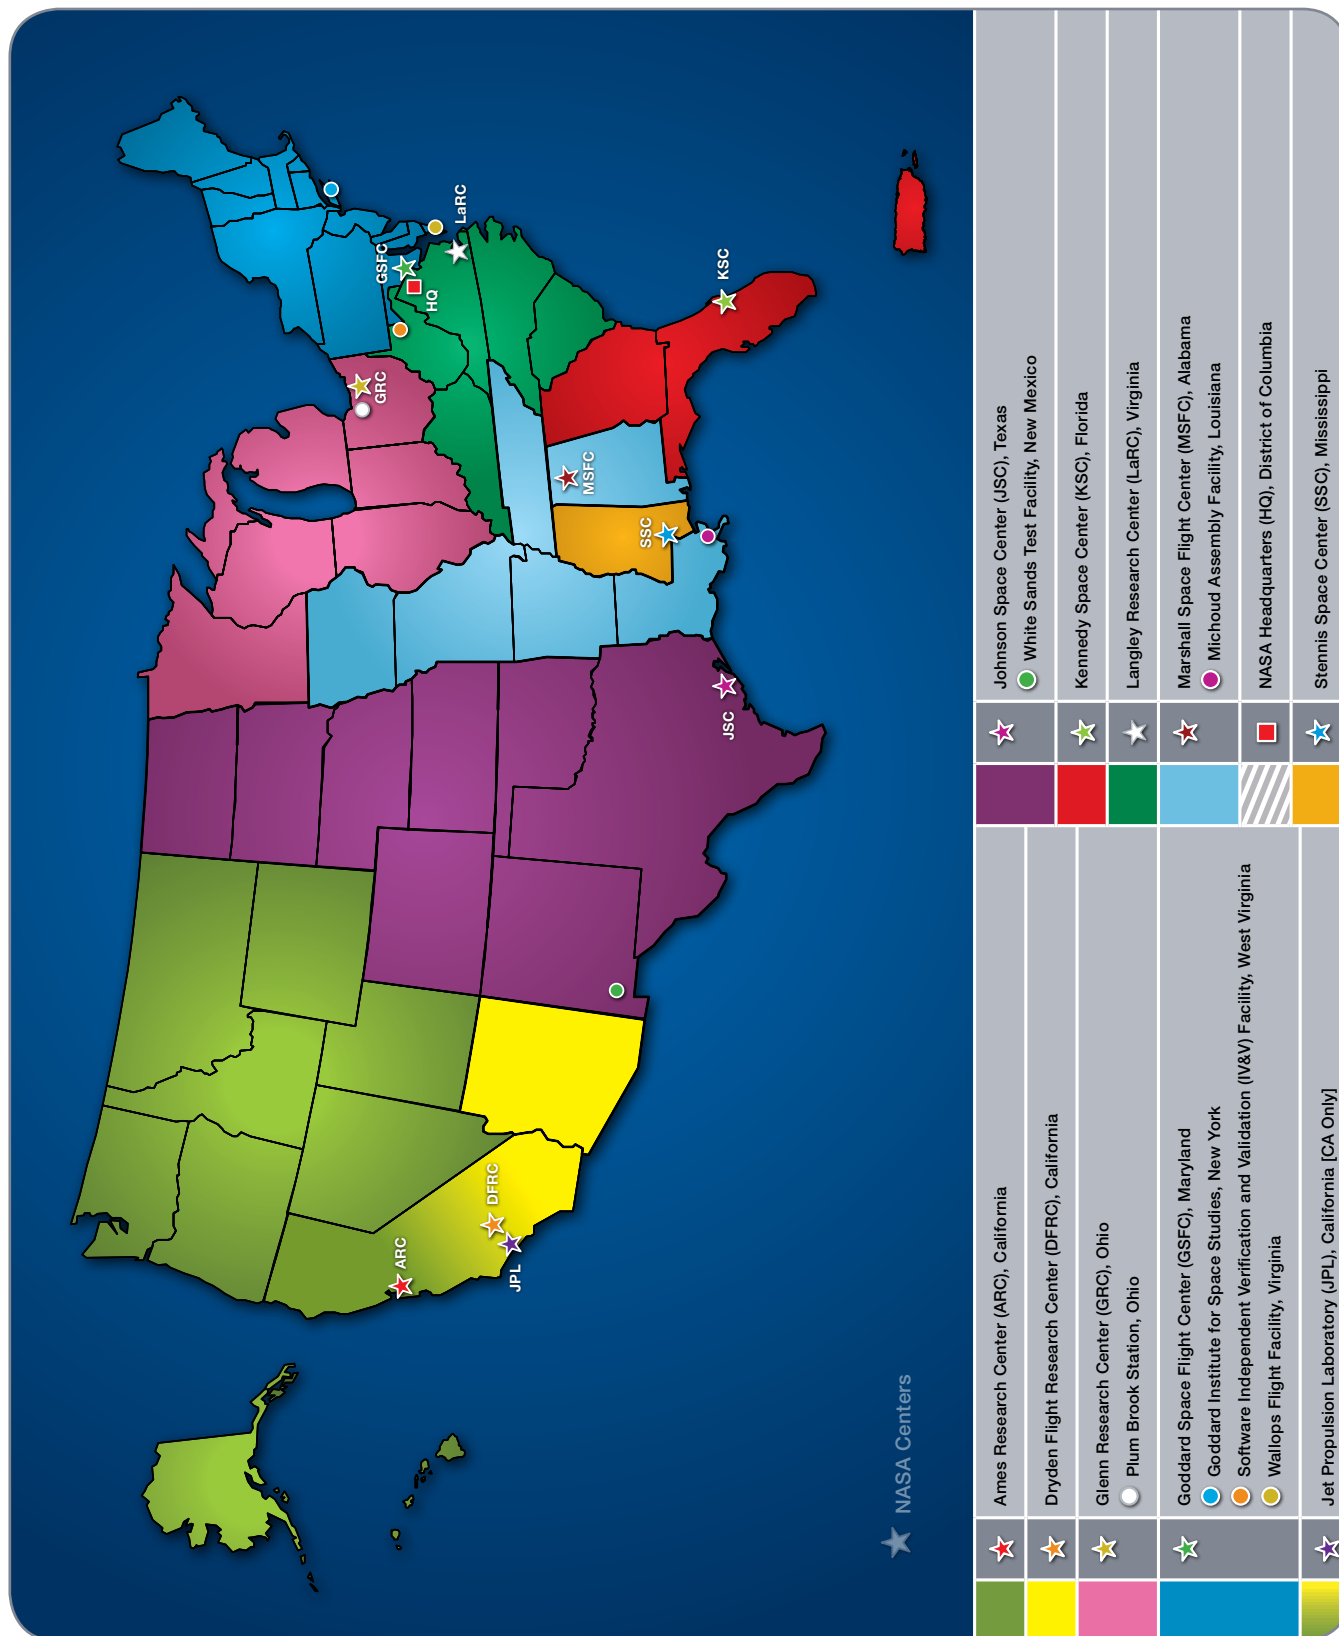 GSFC
LaRC
HQ
GRC
KSC
MSFC
SSC
JSC
DFRC
ARC
JPL
NASA Centers
Ames Research Center (ARC), California
Dryden Flight Research Center (DFRC), California
Glenn Research Center (GRC), Ohio
Plum Brook Station, Ohio
Goddard Space Flight Center (GSFC), Maryland
Goddard Institute for Space Studies, New York
Software Independent Verification and Validation (IV&V) Facility, West Virginia
Wallops Flight Facility, Virginia
Jet Propulsion Laboratory (JPL), California [CA Only]
Johnson Space Center (JSC), Texas
White Sands Test Facility, New Mexico
Kennedy Space Center (KSC), Florida
Langley Research Center (LaRC), Virginia
Marshall Space Flight Center (MSFC), Alabama
Michoud Assembly Facility, Louisiana
NASA Headquarters (HQ), District of Columbia
Stennis Space Center (SSC), Mississippi